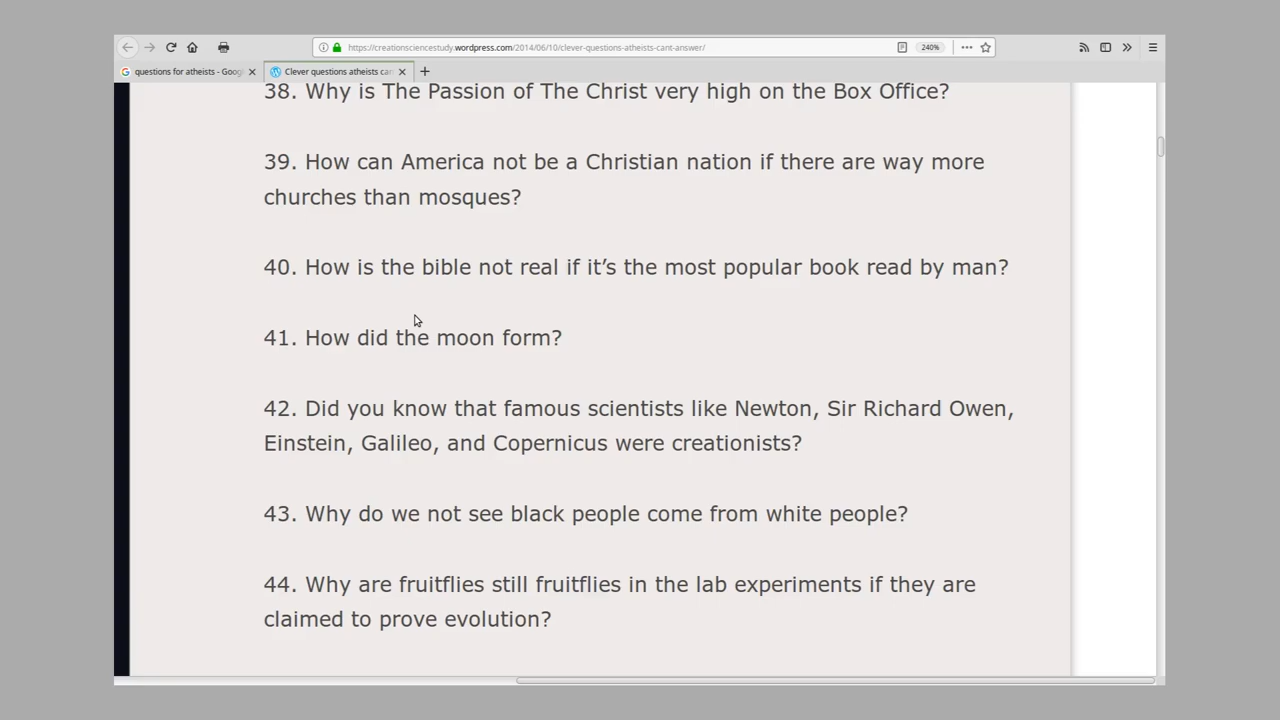 https://creationsciencestudy.wordpress.com/2014/06/10/clever-questions-atheists-cant-answer/
240%
questions for atheists - Googl
Clever questions atheists can
38. Why is The Passion of The Christ very high on the Box Office?
39. How can America not be a Christian nation if there are way more
churches than mosques?
40. How is the bible not real if it’s the most popular book read by man?
41. How did the moon form?
42. Did you know that famous scientists like Newton, Sir Richard Owen,
Einstein, Galileo, and Copernicus were creationists?
43. Why do we not see black people come from white people?
44. Why are fruitflies still fruitflies in the lab experiments if they are
claimed to prove evolution?